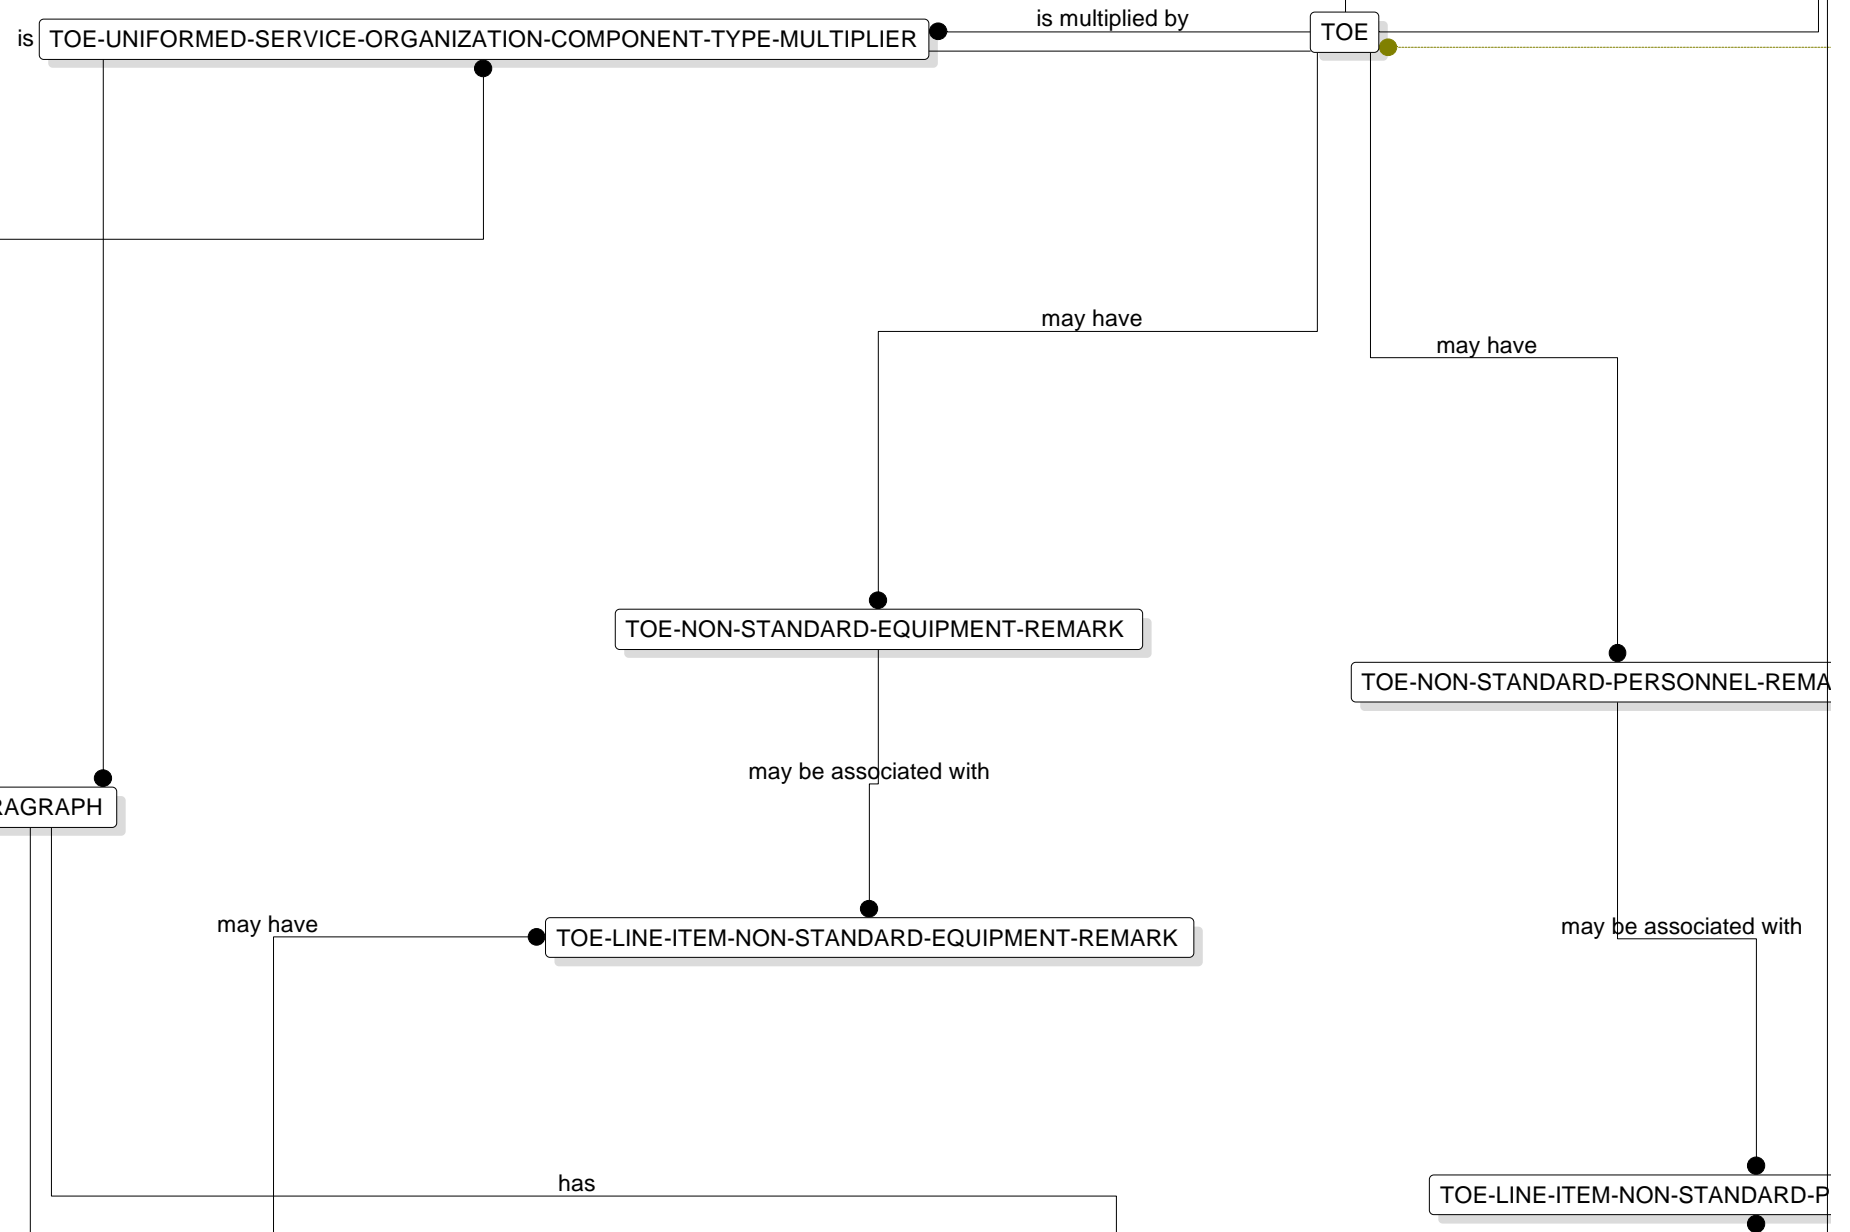 is multiplied by
is
TOE-UNIFORMED-SERVICE-ORGANIZATION-COMPONENT-TYPE-MULTIPLIER
TOE
may have
may have
TOE-NON-STANDARD-EQUIPMENT-REMARK
TOE-NON-STANDARD-PERSONNEL-REMA
may be associated with
RAGRAPH
may have
TOE-LINE-ITEM-NON-STANDARD-EQUIPMENT-REMARK
may be associated with
has
TOE-LINE-ITEM-NON-STANDARD-P